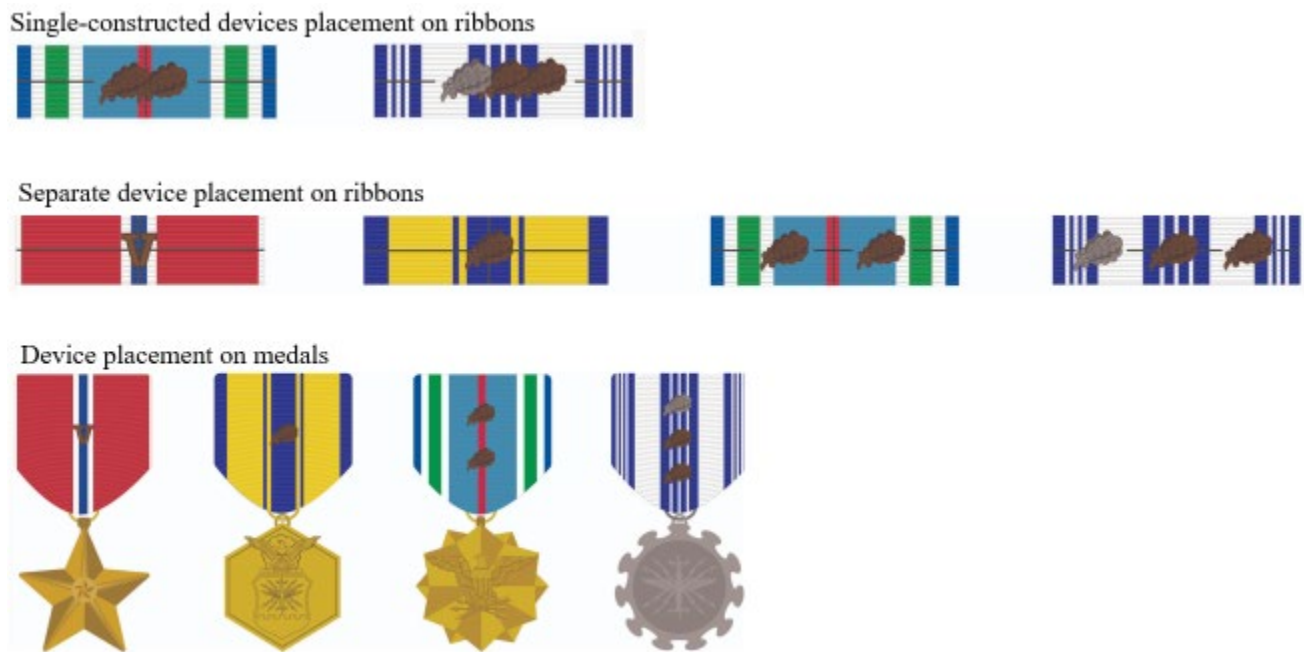 Single-constructed devices placement on ribbons
Separate device placement on ribbons
V
Device placement on medals
V